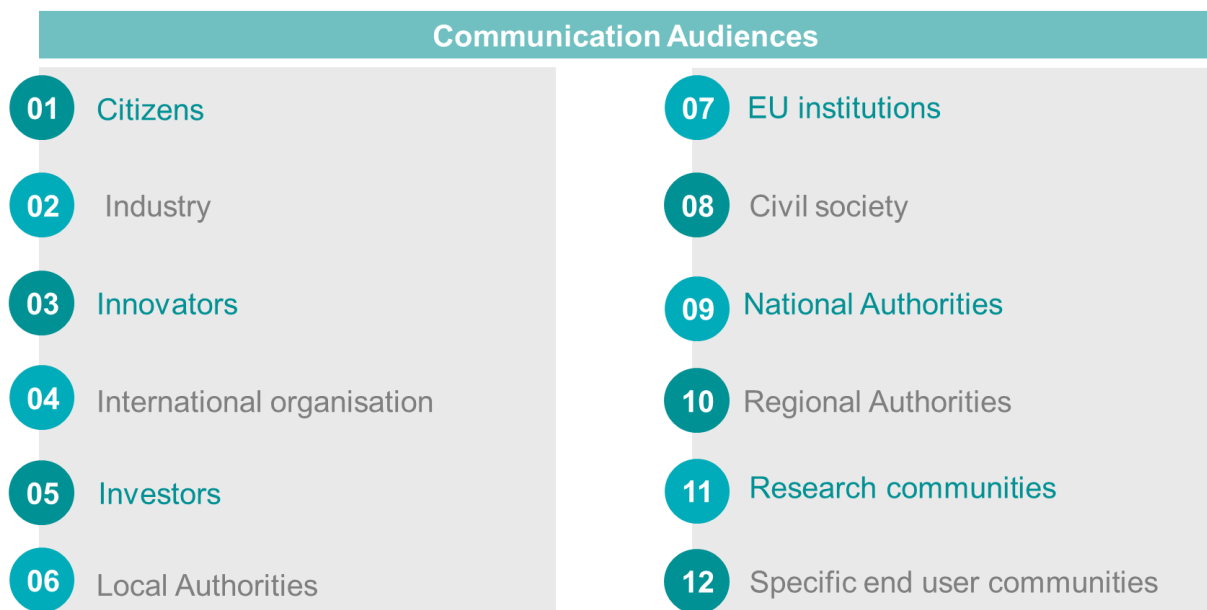 Communication Audiences
01 Citizens
02 Industry
03 Innovators
04 International organisation
05 Investors
06 Local Authorities
07 EU institutions
08 Civil society
09 National Authorities
10 Regional Authorities
11 Research communities
12 Specific end user communities